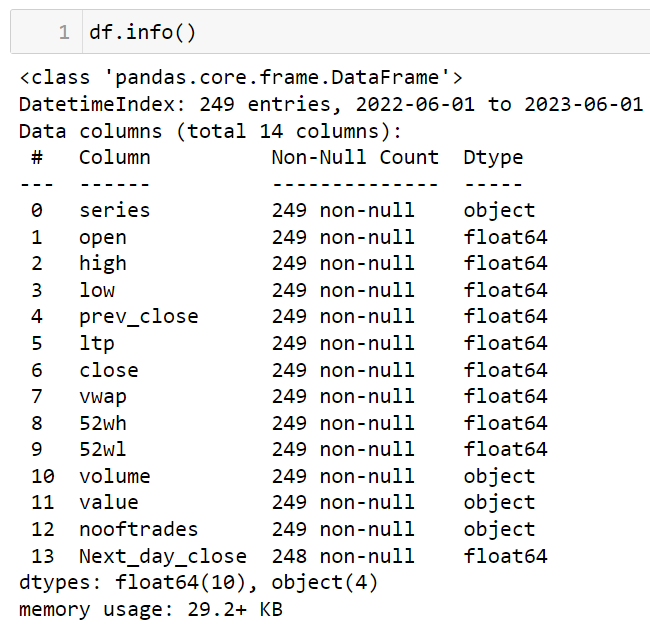 1 df.info()
<class 'pandas.core.frame.DataFrame'>
DatetimeIndex: 249 entries, 2022-06-01 to 2023-06-01
Data columns (total 14 columns):
 #   Column          Non-Null Count  Dtype
---  ------          --------------  -----
 0   series          249 non-null    object
 1   open            249 non-null    float64
 2   high            249 non-null    float64
 3   low             249 non-null    float64
 4   prev_close      249 non-null    float64
 5   ltp             249 non-null    float64
 6   close           249 non-null    float64
 7   vwap            249 non-null    float64
 8   52wh            249 non-null    float64
 9   52wl            249 non-null    float64
 10  volume          249 non-null    object
 11  value           249 non-null    object
 12  nooftrades      249 non-null    object
 13  Next_day_close  248 non-null    float64
dtypes: float64(10), object(4)
memory usage: 29.2+ KB